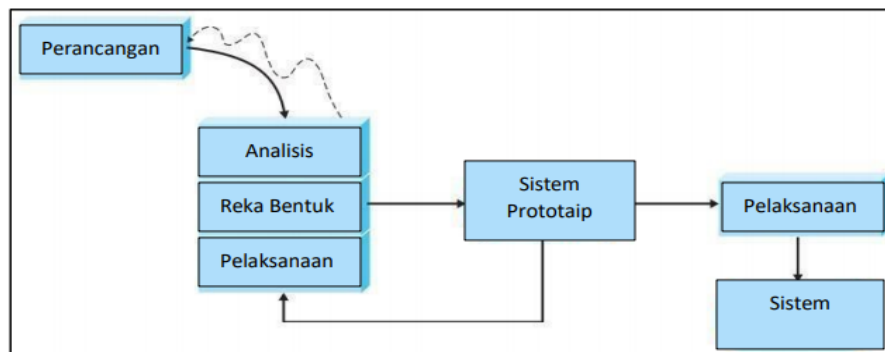 Perancangan
Analisis
Reka Bentuk
Pelaksanaan
Sistem
Prototaip
Pelaksanaan
Sistem